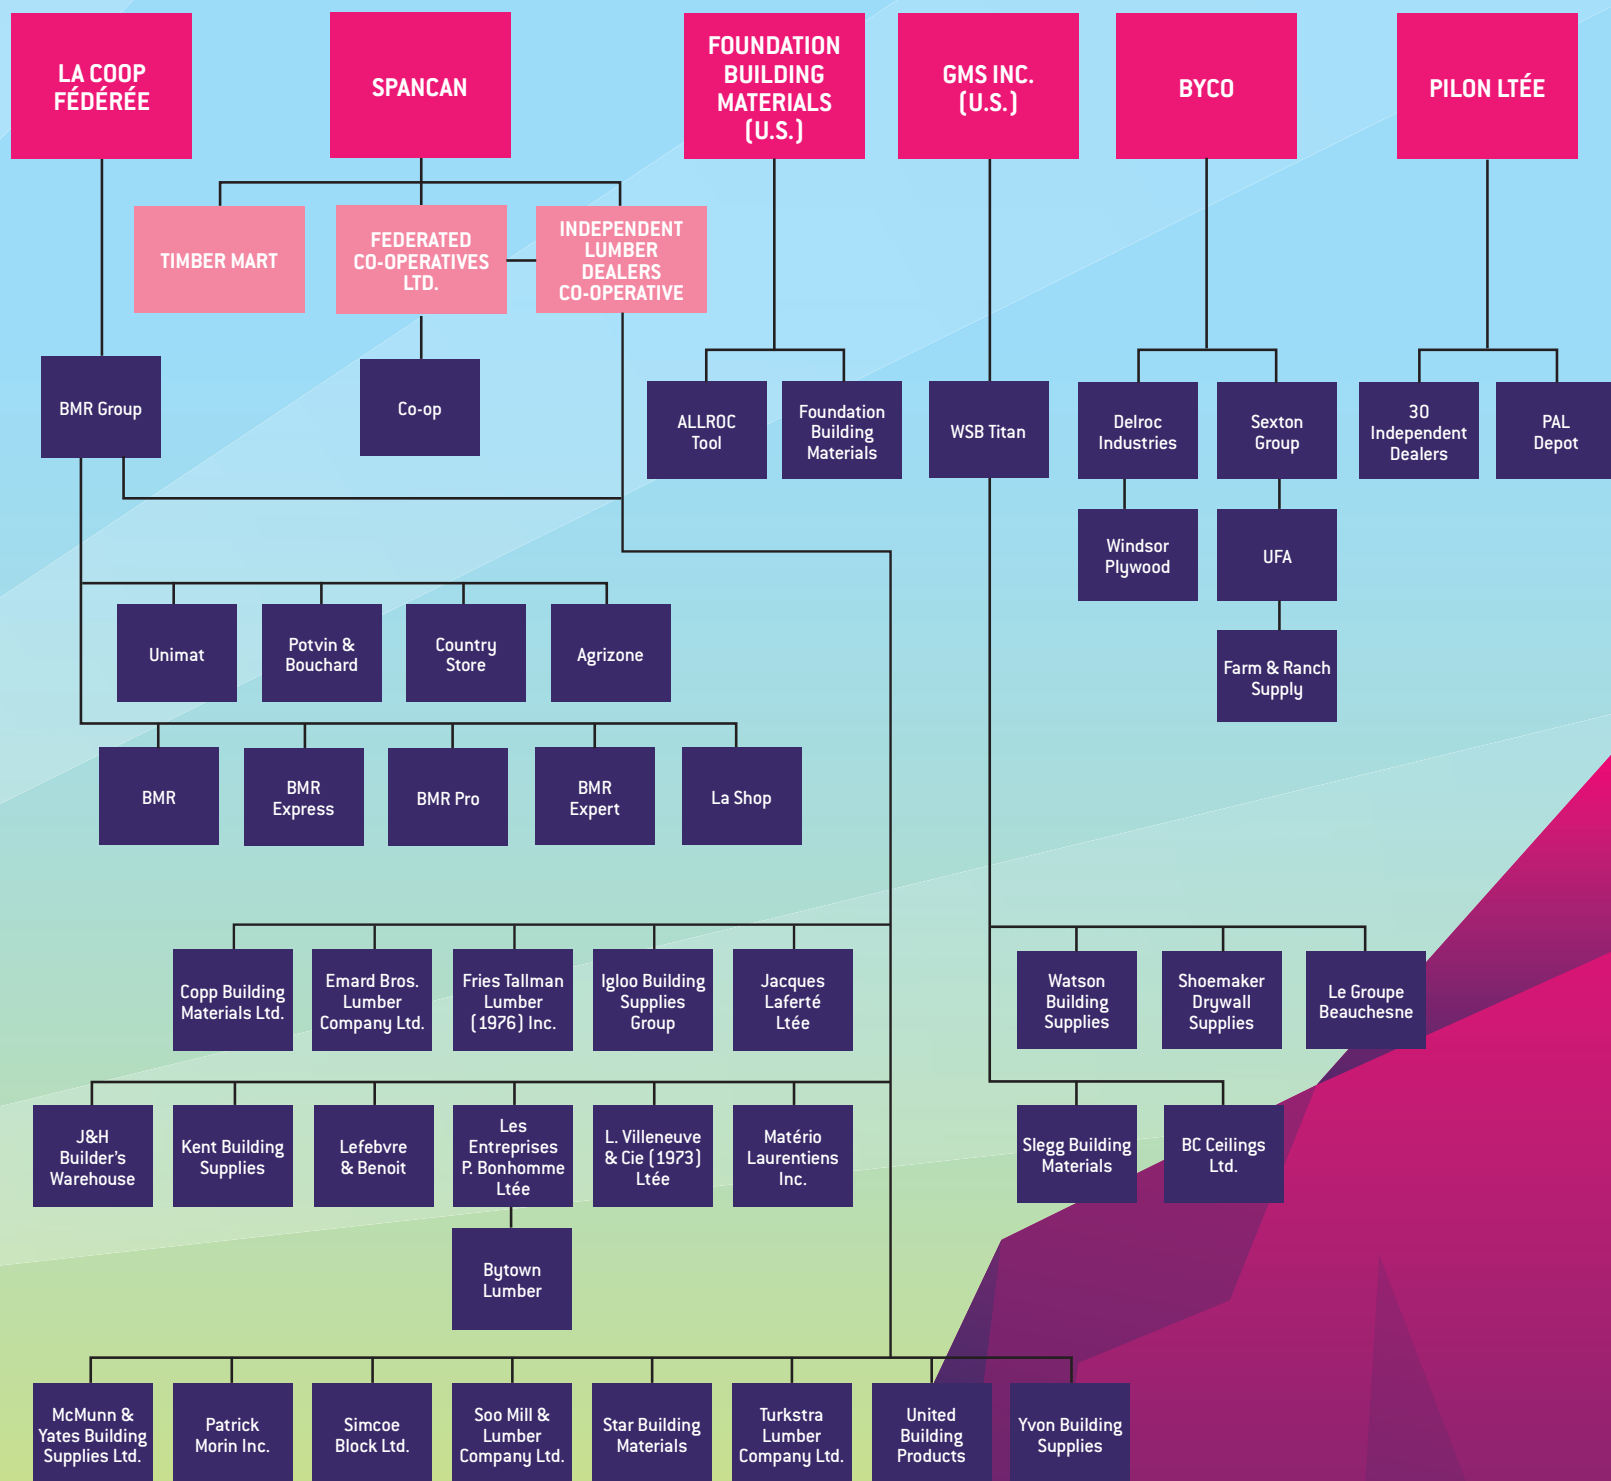 LA COOP
FÉDÉRÉE
SPANCAN
FOUNDATION
BUILDING
MATERIALS
(U.S.)
GMS INC.
(U.S.)
BYCO
PILON LTÉE
TIMBER MART
FEDERATED
CO-OPERATIVES
LTD.
INDEPENDENT
LUMBER
DEALERS
CO-OPERATIVE
BMR Group
Co-op
ALLROC
Tool
Foundation
Building
Materials
WSB Titan
Delroc
Industries
Sexton
Group
30
Independent
Dealers
PAL
Depot
Windsor
Plywood
UFA
Farm & Ranch
Supply
Unimat
Potvin &
Bouchard
Country
Store
Agrizone
BMR
BMR
Express
BMR Pro
BMR
Expert
La Shop
Copp Building
Materials Ltd.
Emard Bros.
Lumber
Company Ltd.
Fries Tallman
Lumber
(1976) Inc.
Igloo Building
Supplies
Group
Jacques
Laferté
Ltée
Watson
Building
Supplies
Shoemaker
Drywall
Supplies
Le Groupe
Beauchesne
J&H
Builder's
Warehouse
Kent Building
Supplies
Lefebvre
& Benoit
Les
Entreprises
P. Bonhomme
Ltée
L. Villeneuve
& Cie (1973)
Ltée
Matério
Laurentiens
Inc.
Slegg Building
Materials
BC Ceilings
Ltd.
Bytown
Lumber
McMunn &
Yates Building
Supplies Ltd.
Patrick
Morin Inc.
Simcoe
Block Ltd.
Soo Mill &
Lumber
Company Ltd.
Star Building
Materials
Turkstra
Lumber
Company Ltd.
United
Building
Products
Yvon Building
Supplies